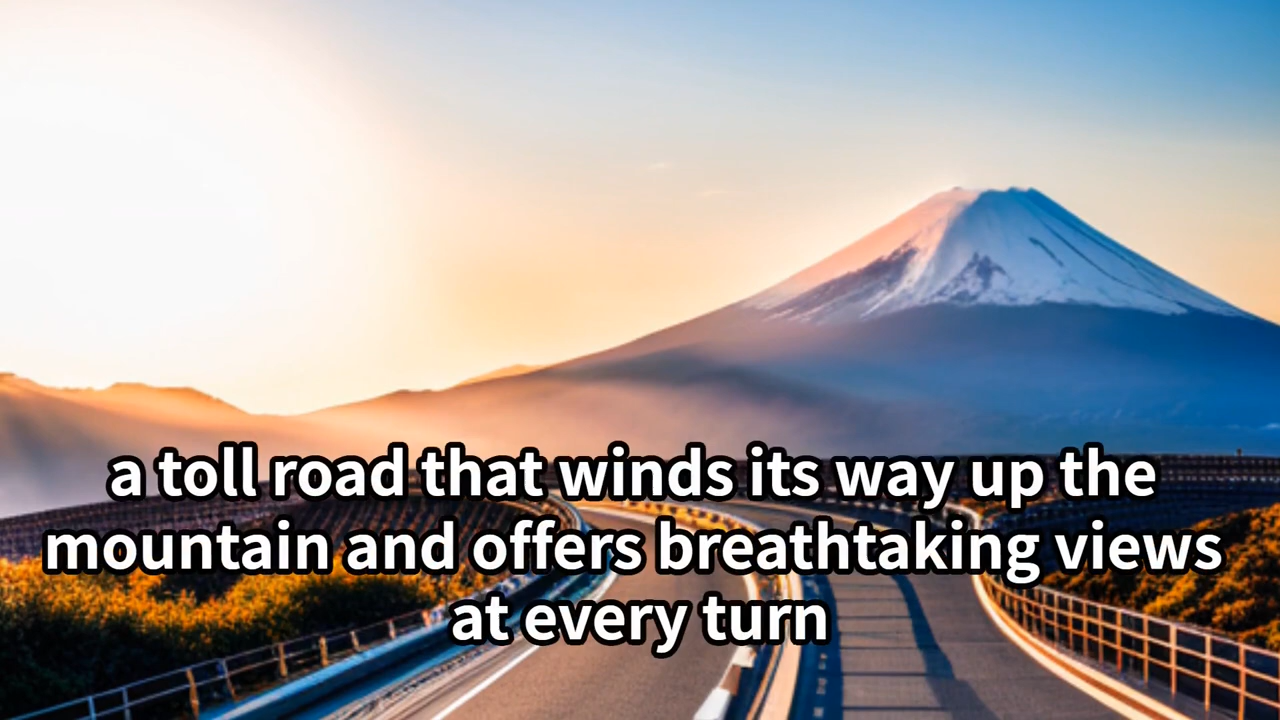 a toll road that winds its way up the
mountain and offers breathtaking views
at every turn